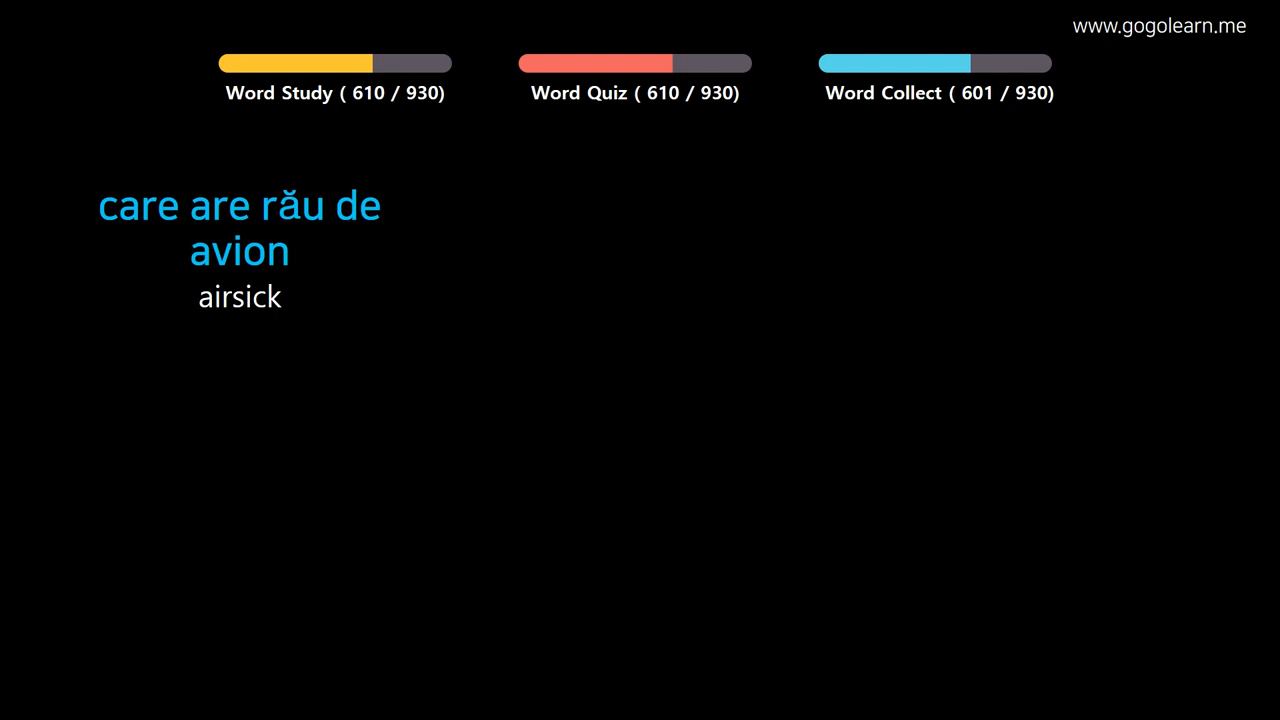 www.gogolearn.me
Word Study ( 610 / 930)
Word Quiz ( 610 / 930)
Word Collect ( 601 / 930)
care are rău de
avion
airsick